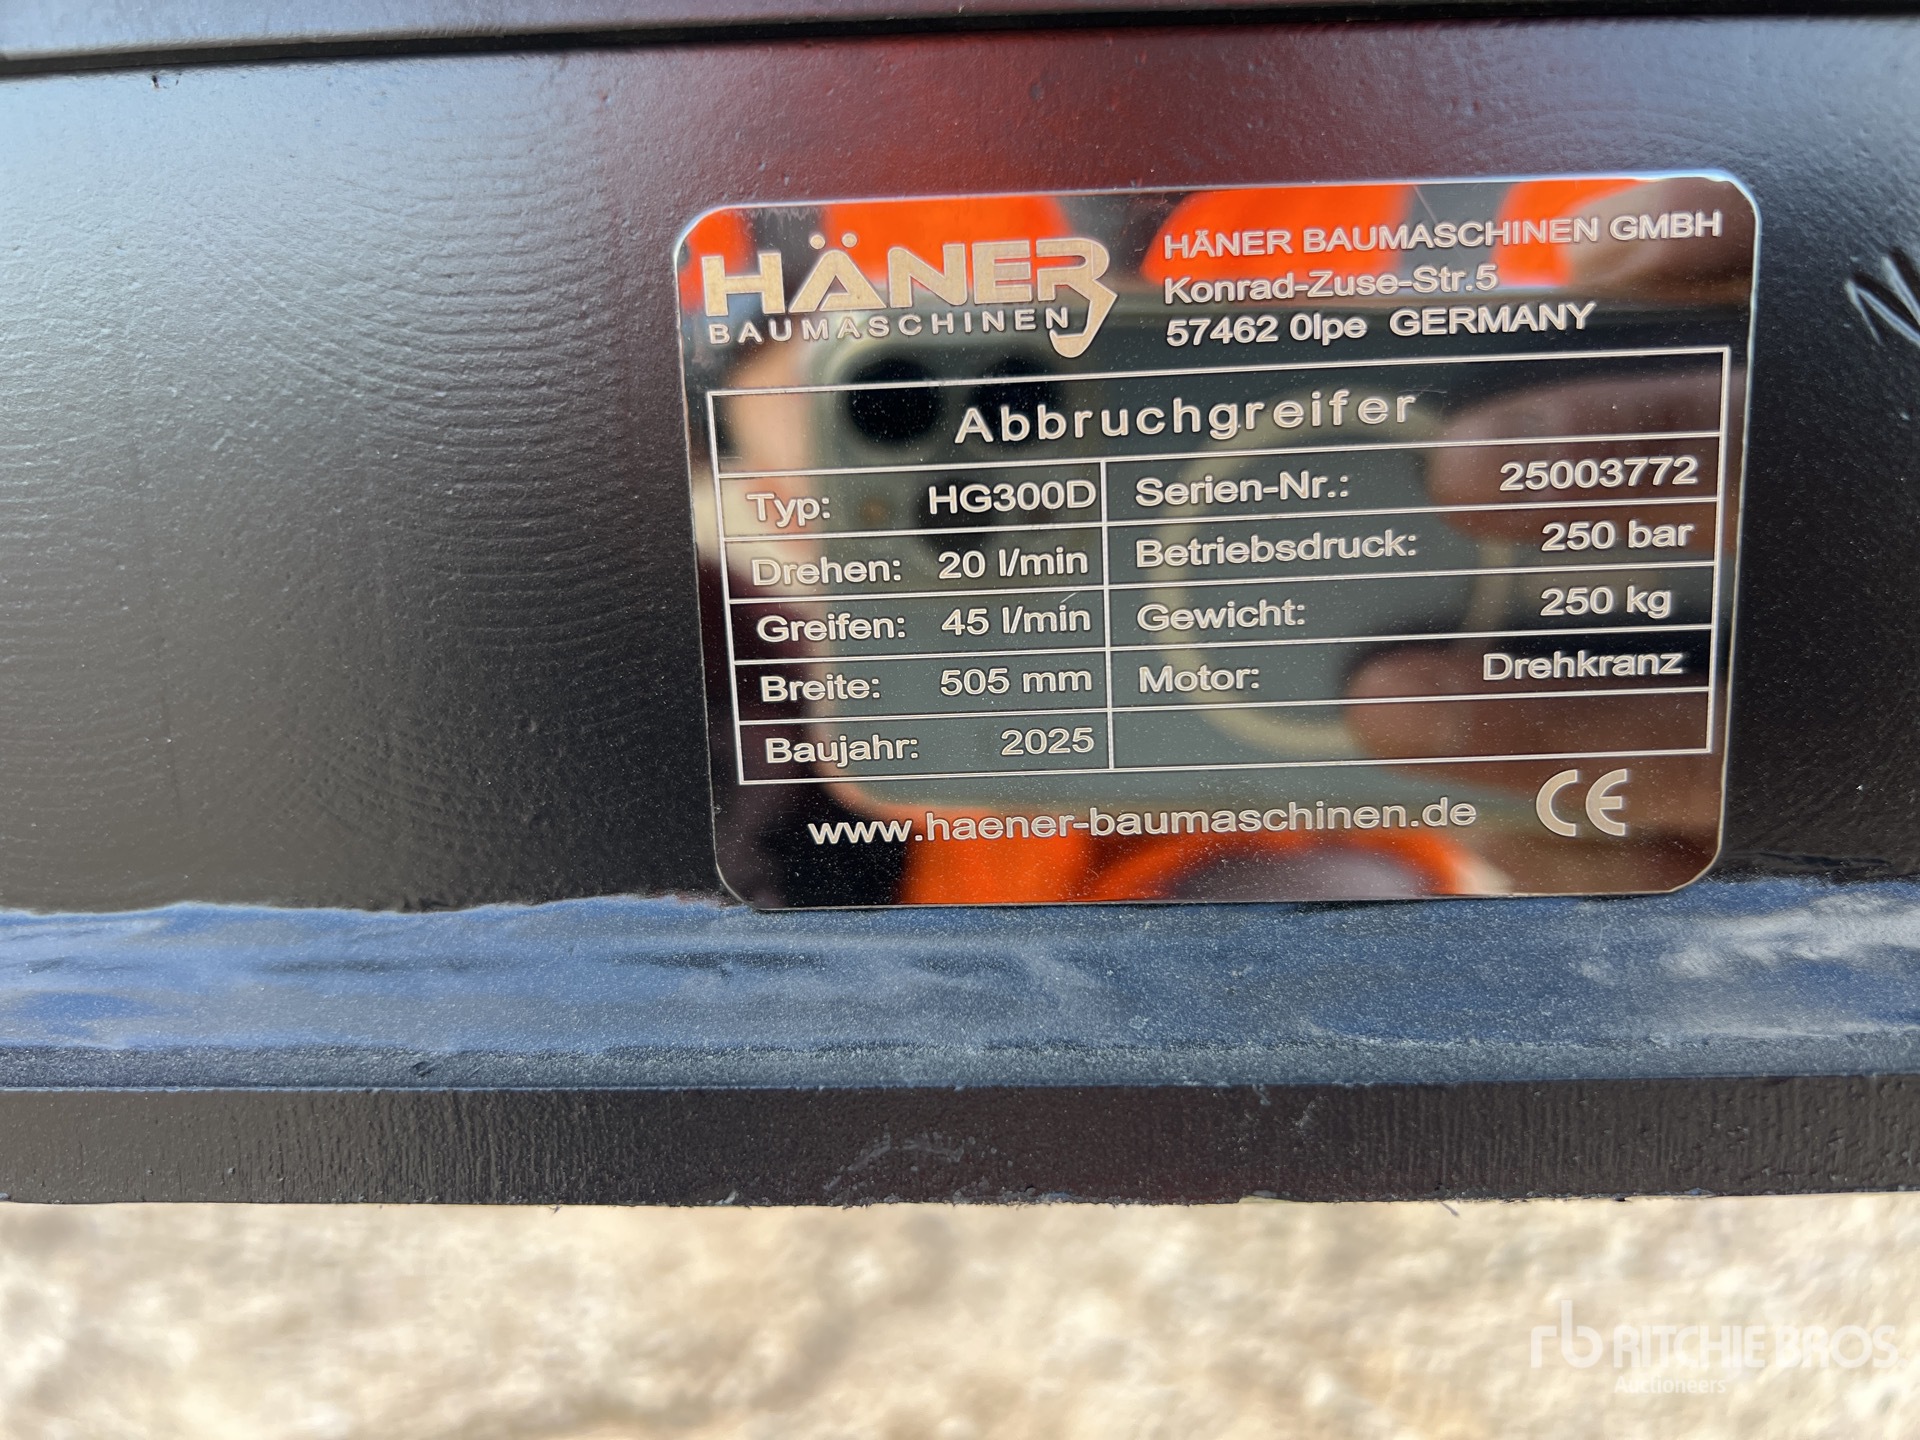 HÄNER
BAUMASCHINEN
HÄNER BAUMASCHINEN GMBH
Konrad-Zuse-Str.5
57462 Olpe GERMANY
Abbruchgreifer
Typ: HG300D Serien-Nr.: 25003772
Drehen: 20 l/min Betriebsdruck: 250 bar
Greifen: 45 l/min Gewicht: 250 kg
Breite: 505 mm Motor: Drehkranz
Baujahr: 2025
www.haener-baumaschinen.de CE
rb RITCHIE BROS.
Auctioneers